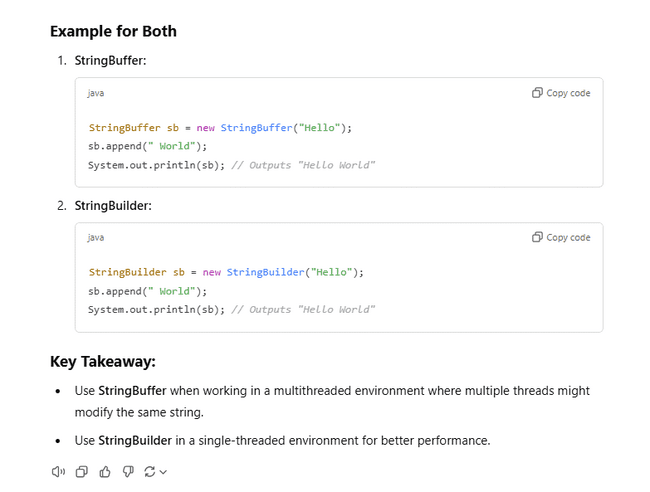 Example for Both
1. StringBuffer:
java
Copy code
StringBuffer sb = new StringBuffer("Hello");
sb.append(" World");
System.out.println(sb); // Outputs "Hello World"
2. StringBuilder:
java
Copy code
StringBuilder sb = new StringBuilder("Hello");
sb.append(" World");
System.out.println(sb); // Outputs "Hello World"
Key Takeaway:
• Use StringBuffer when working in a multithreaded environment where multiple threads might
modify the same string.
• Use StringBuilder in a single-threaded environment for better performance.